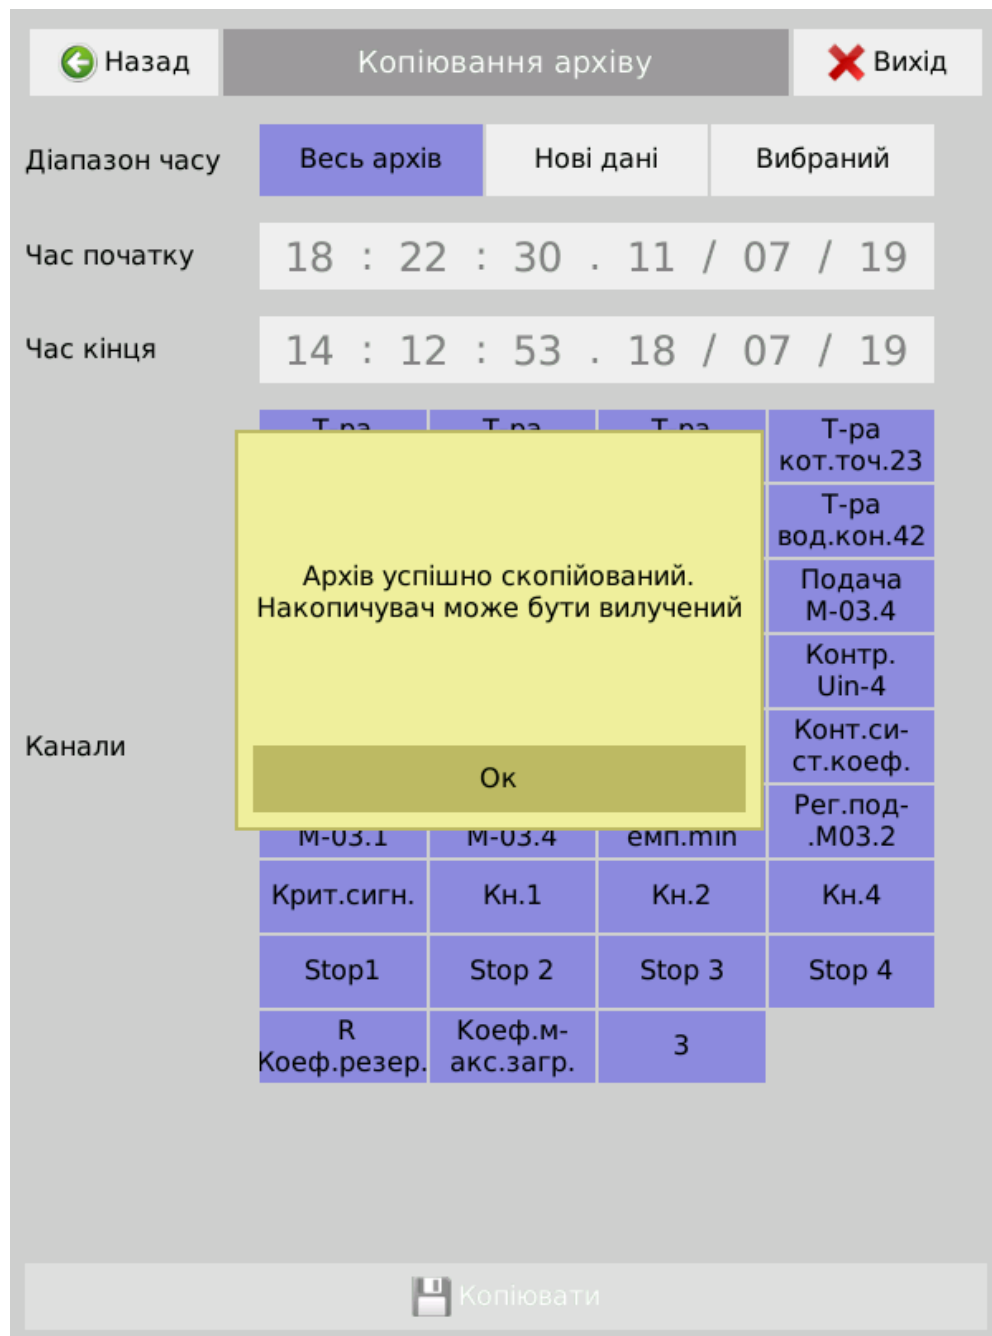 Назад
Копіювання архіву
Вихід
Діапазон часу
Весь архів
Нові дані
Вибраний
Час початку
18 : 22 : 30 . 11 / 07 / 19
Час кінця
14 : 12 : 53 . 18 / 07 / 19
Канали
Т-ра
Т-ра
Т-ра
Т-ра
кот.точ.23
Т-ра
вод.кон.42
Подача
М-03.4
Контр.
Uin-4
Конт.си-
ст.коеф.
Рег.под-
.М03.2
Архів успішно скопійований.
Накопичувач може бути вилучений
Ок
М-03.1
М-03.4
емп.min
Крит.сигн.
Кн.1
Кн.2
Кн.4
Stop1
Stop 2
Stop 3
Stop 4
R
Коеф.резер.
Коеф.м-
акс.загр.
3
Копіювати